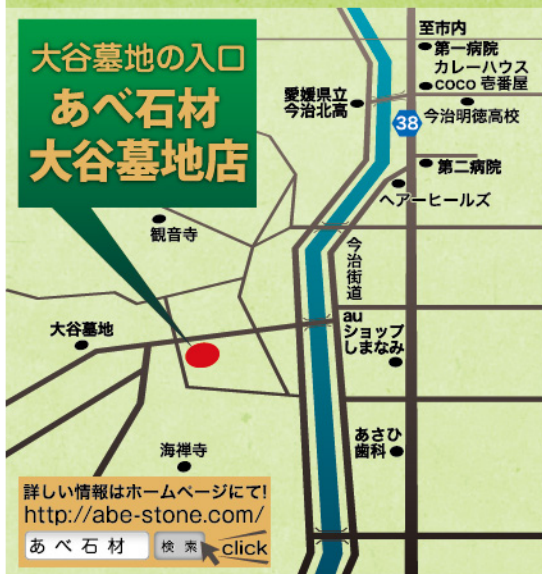 大谷墓地の入口
あべ石材
大谷墓地店
至市内
第一病院
カレーハウス
coco 壱番屋
愛媛県立
今治北高
38
今治明徳高校
第二病院
ヘアーヒールズ
観音寺
今治街道
大谷墓地
au
ショップ
しまなみ
あさひ
歯科
海禅寺
詳しい情報はホームページにて!
http://abe-stone.com/
あべ石材
検索
click